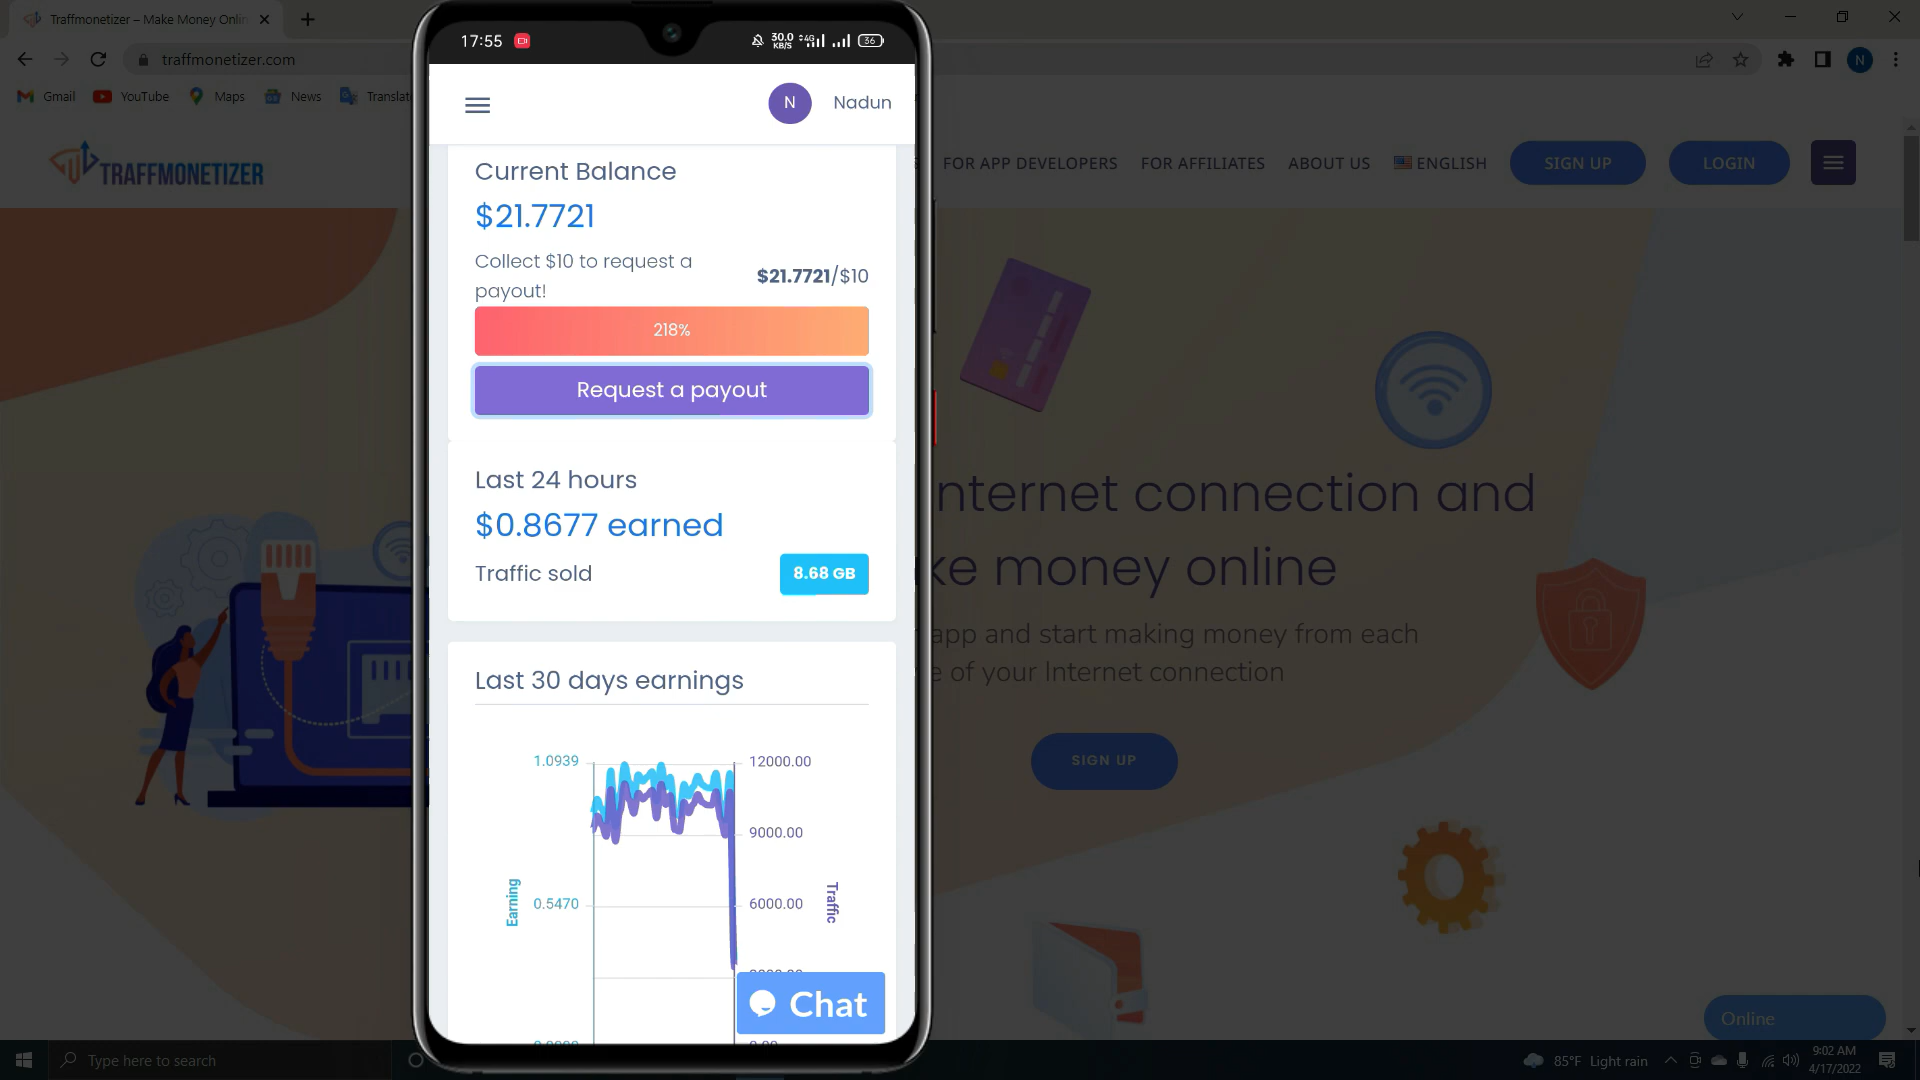 Traffmonetizer – Make Money Onlin
traffmonetizer.com
N
Gmail
YouTube
Maps
News
Translat
TRAFFMONETIZER
FOR APP DEVELOPERS
FOR AFFILIATES
ABOUT US
ENGLISH
SIGN UP
LOGIN
17:55
30.0
KB/S
4G
36
N
Nadun
Current Balance
$21.7721
Collect $10 to request a
payout!
$21.7721/$10
218%
Request a payout
Last 24 hours
$0.8677 earned
Traffic sold
8.68 GB
Last 30 days earnings
1.0939
12000.00
9000.00
Earning
0.5470
6000.00
Traffic
Chat
nternet connection and
ke money online
app and start making money from each
e of your Internet connection
SIGN UP
Online
Type here to search
85°F Light rain
9:02 AM
4/17/2022